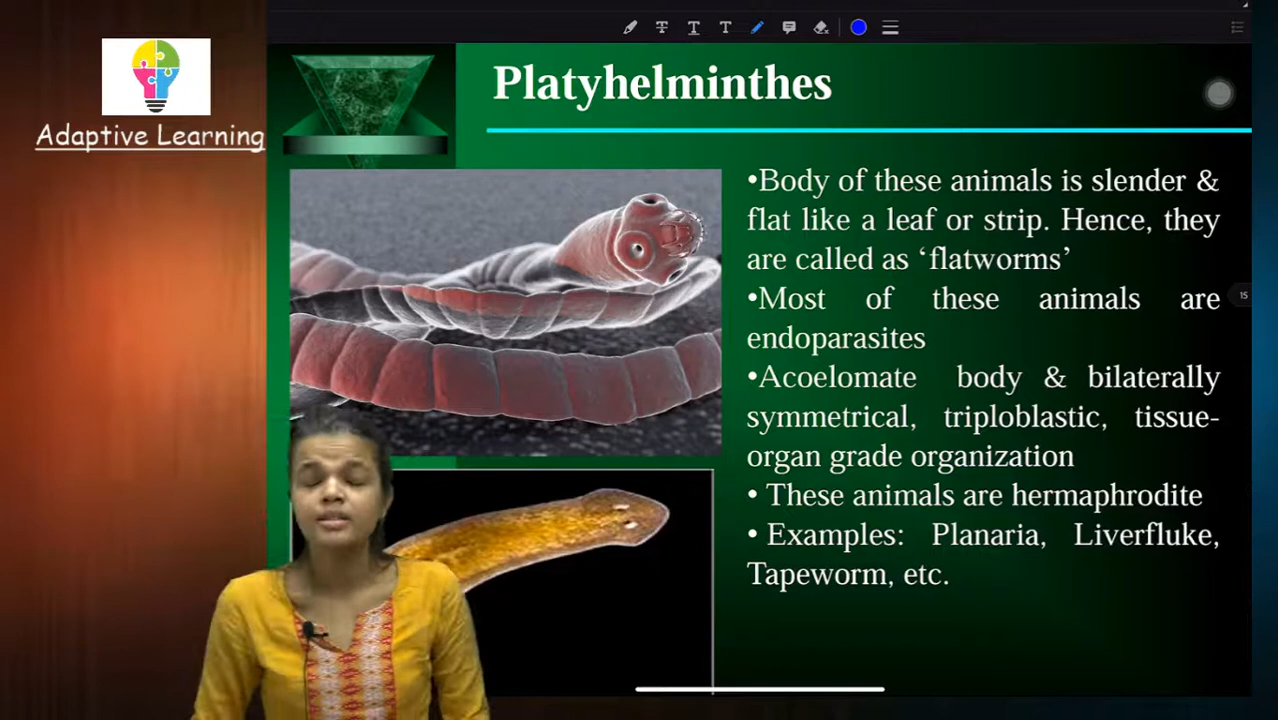 Adaptive Learning
Platyhelminthes
•Body of these animals is slender &
flat like a leaf or strip. Hence, they
are called as ‘flatworms’
•Most of these animals are
endoparasites
•Acoelomate body & bilaterally
symmetrical, triploblastic, tissue-
organ grade organization
• These animals are hermaphrodite
• Examples: Planaria, Liverfluke,
Tapeworm, etc.
15